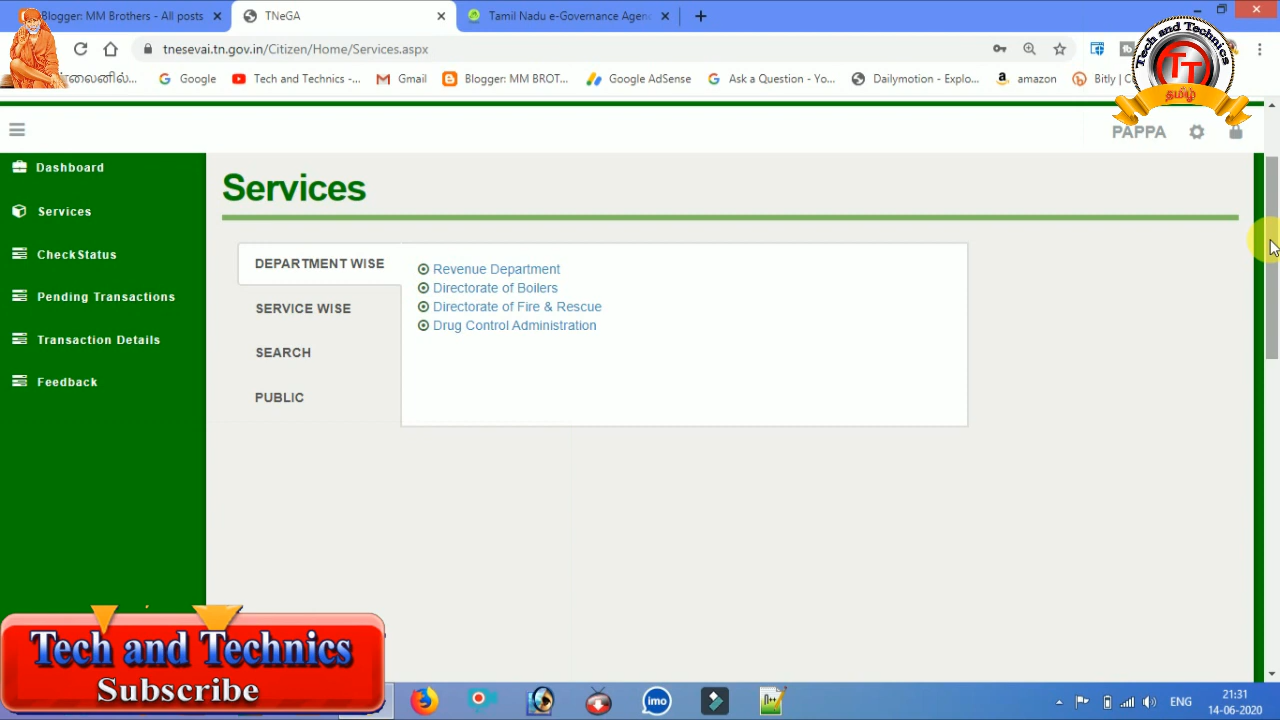 Blogger: MM Brothers - All posts
TNeGA
Tamil Nadu e-Governance Agen
tnesevai.tn.gov.in/Citizen/Home/Services.aspx
Google
Tech and Technics -...
Gmail
Blogger: MM BROT...
Google AdSense
Ask a Question - Yo...
Dailymotion - Explo...
amazon
Bitly | C
Tech and Technics
TT
தமிழ்
PAPPA
Dashboard
Services
CheckStatus
Pending Transactions
Transaction Details
Feedback
Services
DEPARTMENT WISE
SERVICE WISE
SEARCH
PUBLIC
Revenue Department
Directorate of Boilers
Directorate of Fire & Rescue
Drug Control Administration
Tech and Technics
Subscribe
imo
ENG
21:31
14-06-2020